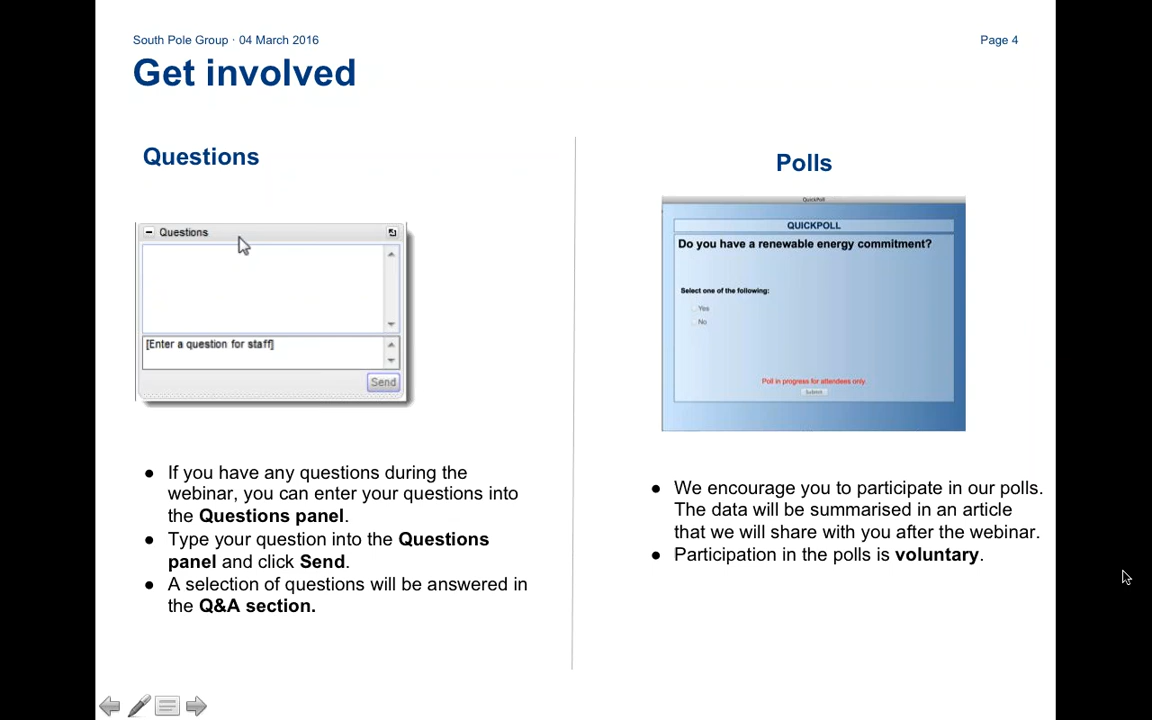 South Pole Group · 04 March 2016
Page 4
Get involved
Questions
Questions
[Enter a question for staff]
Send
● If you have any questions during the
webinar, you can enter your questions into
the Questions panel.
● Type your question into the Questions
panel and click Send.
● A selection of questions will be answered in
the Q&A section.
Polls
QuickPoll
QUICKPOLL
Do you have a renewable energy commitment?
Select one of the following:
Yes
No
Poll in progress for attendees only.
Submit
● We encourage you to participate in our polls.
The data will be summarised in an article
that we will share with you after the webinar.
● Participation in the polls is voluntary.